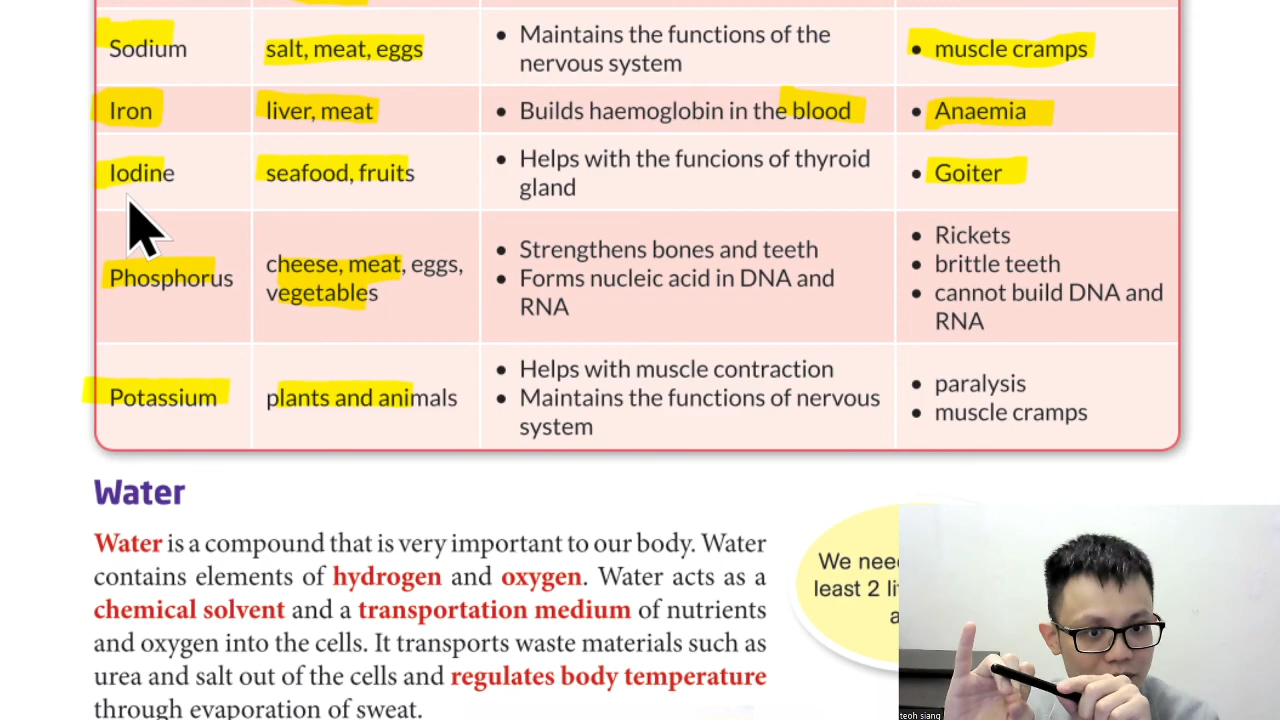 Sodium
salt, meat, eggs
• Maintains the functions of the
nervous system
• muscle cramps
Iron
liver, meat
• Builds haemoglobin in the blood
• Anaemia
Iodine
seafood, fruits
• Helps with the funcions of thyroid
gland
• Goiter
Phosphorus
cheese, meat, eggs,
vegetables
• Strengthens bones and teeth
• Forms nucleic acid in DNA and
RNA
• Rickets
• brittle teeth
• cannot build DNA and
RNA
Potassium
plants and animals
• Helps with muscle contraction
• Maintains the functions of nervous
system
• paralysis
• muscle cramps
Water
Water is a compound that is very important to our body. Water
contains elements of hydrogen and oxygen. Water acts as a
chemical solvent and a transportation medium of nutrients
and oxygen into the cells. It transports waste materials such as
urea and salt out of the cells and regulates body temperature
through evaporation of sweat.
We
least 2
teoh siang